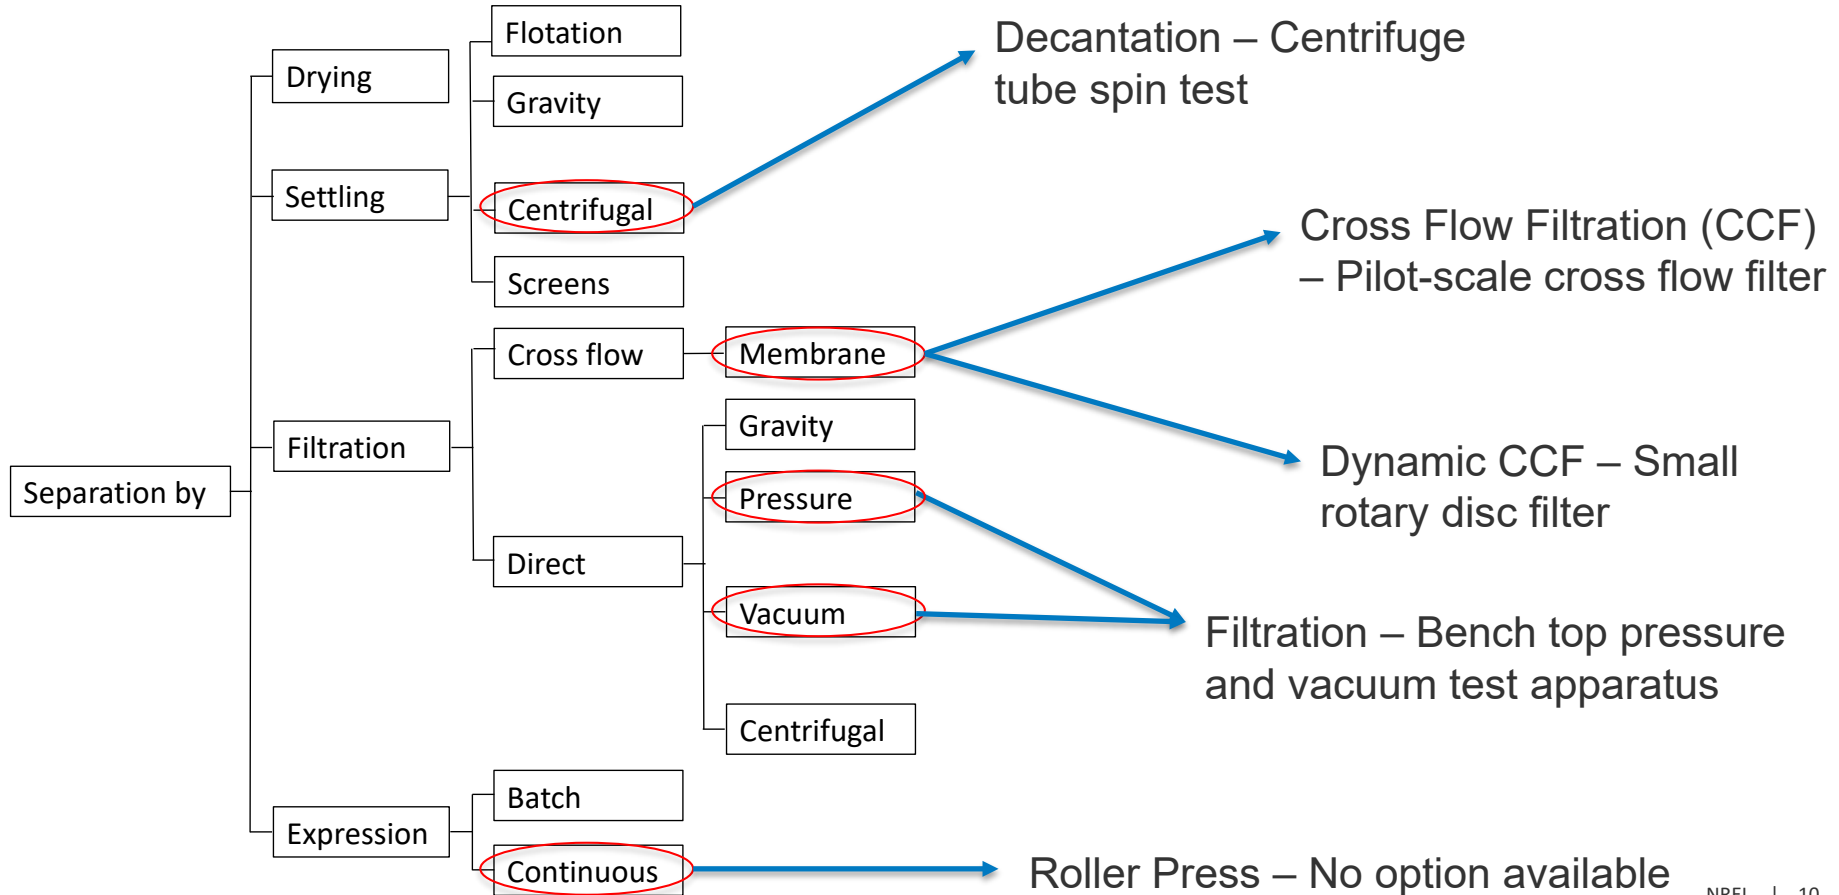 Flotation
Drying
Gravity
Settling
Centrifugal
Screens
Cross flow
Membrane
Filtration
Gravity
Separation by
Pressure
Direct
Vacuum
Centrifugal
Batch
Expression
Continuous
Decantation – Centrifuge
tube spin test
Cross Flow Filtration (CCF)
– Pilot-scale cross flow filter
Dynamic CCF – Small
rotary disc filter
Filtration – Bench top pressure
and vacuum test apparatus
Roller Press – No option available
NREL | 10